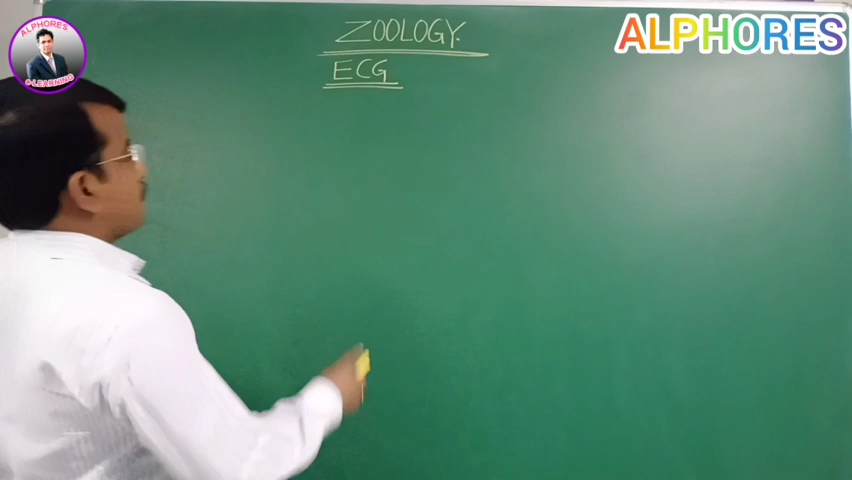 ALPHORES
e-LEARNING
ZOOLOGY.
ECG
ALPHORES